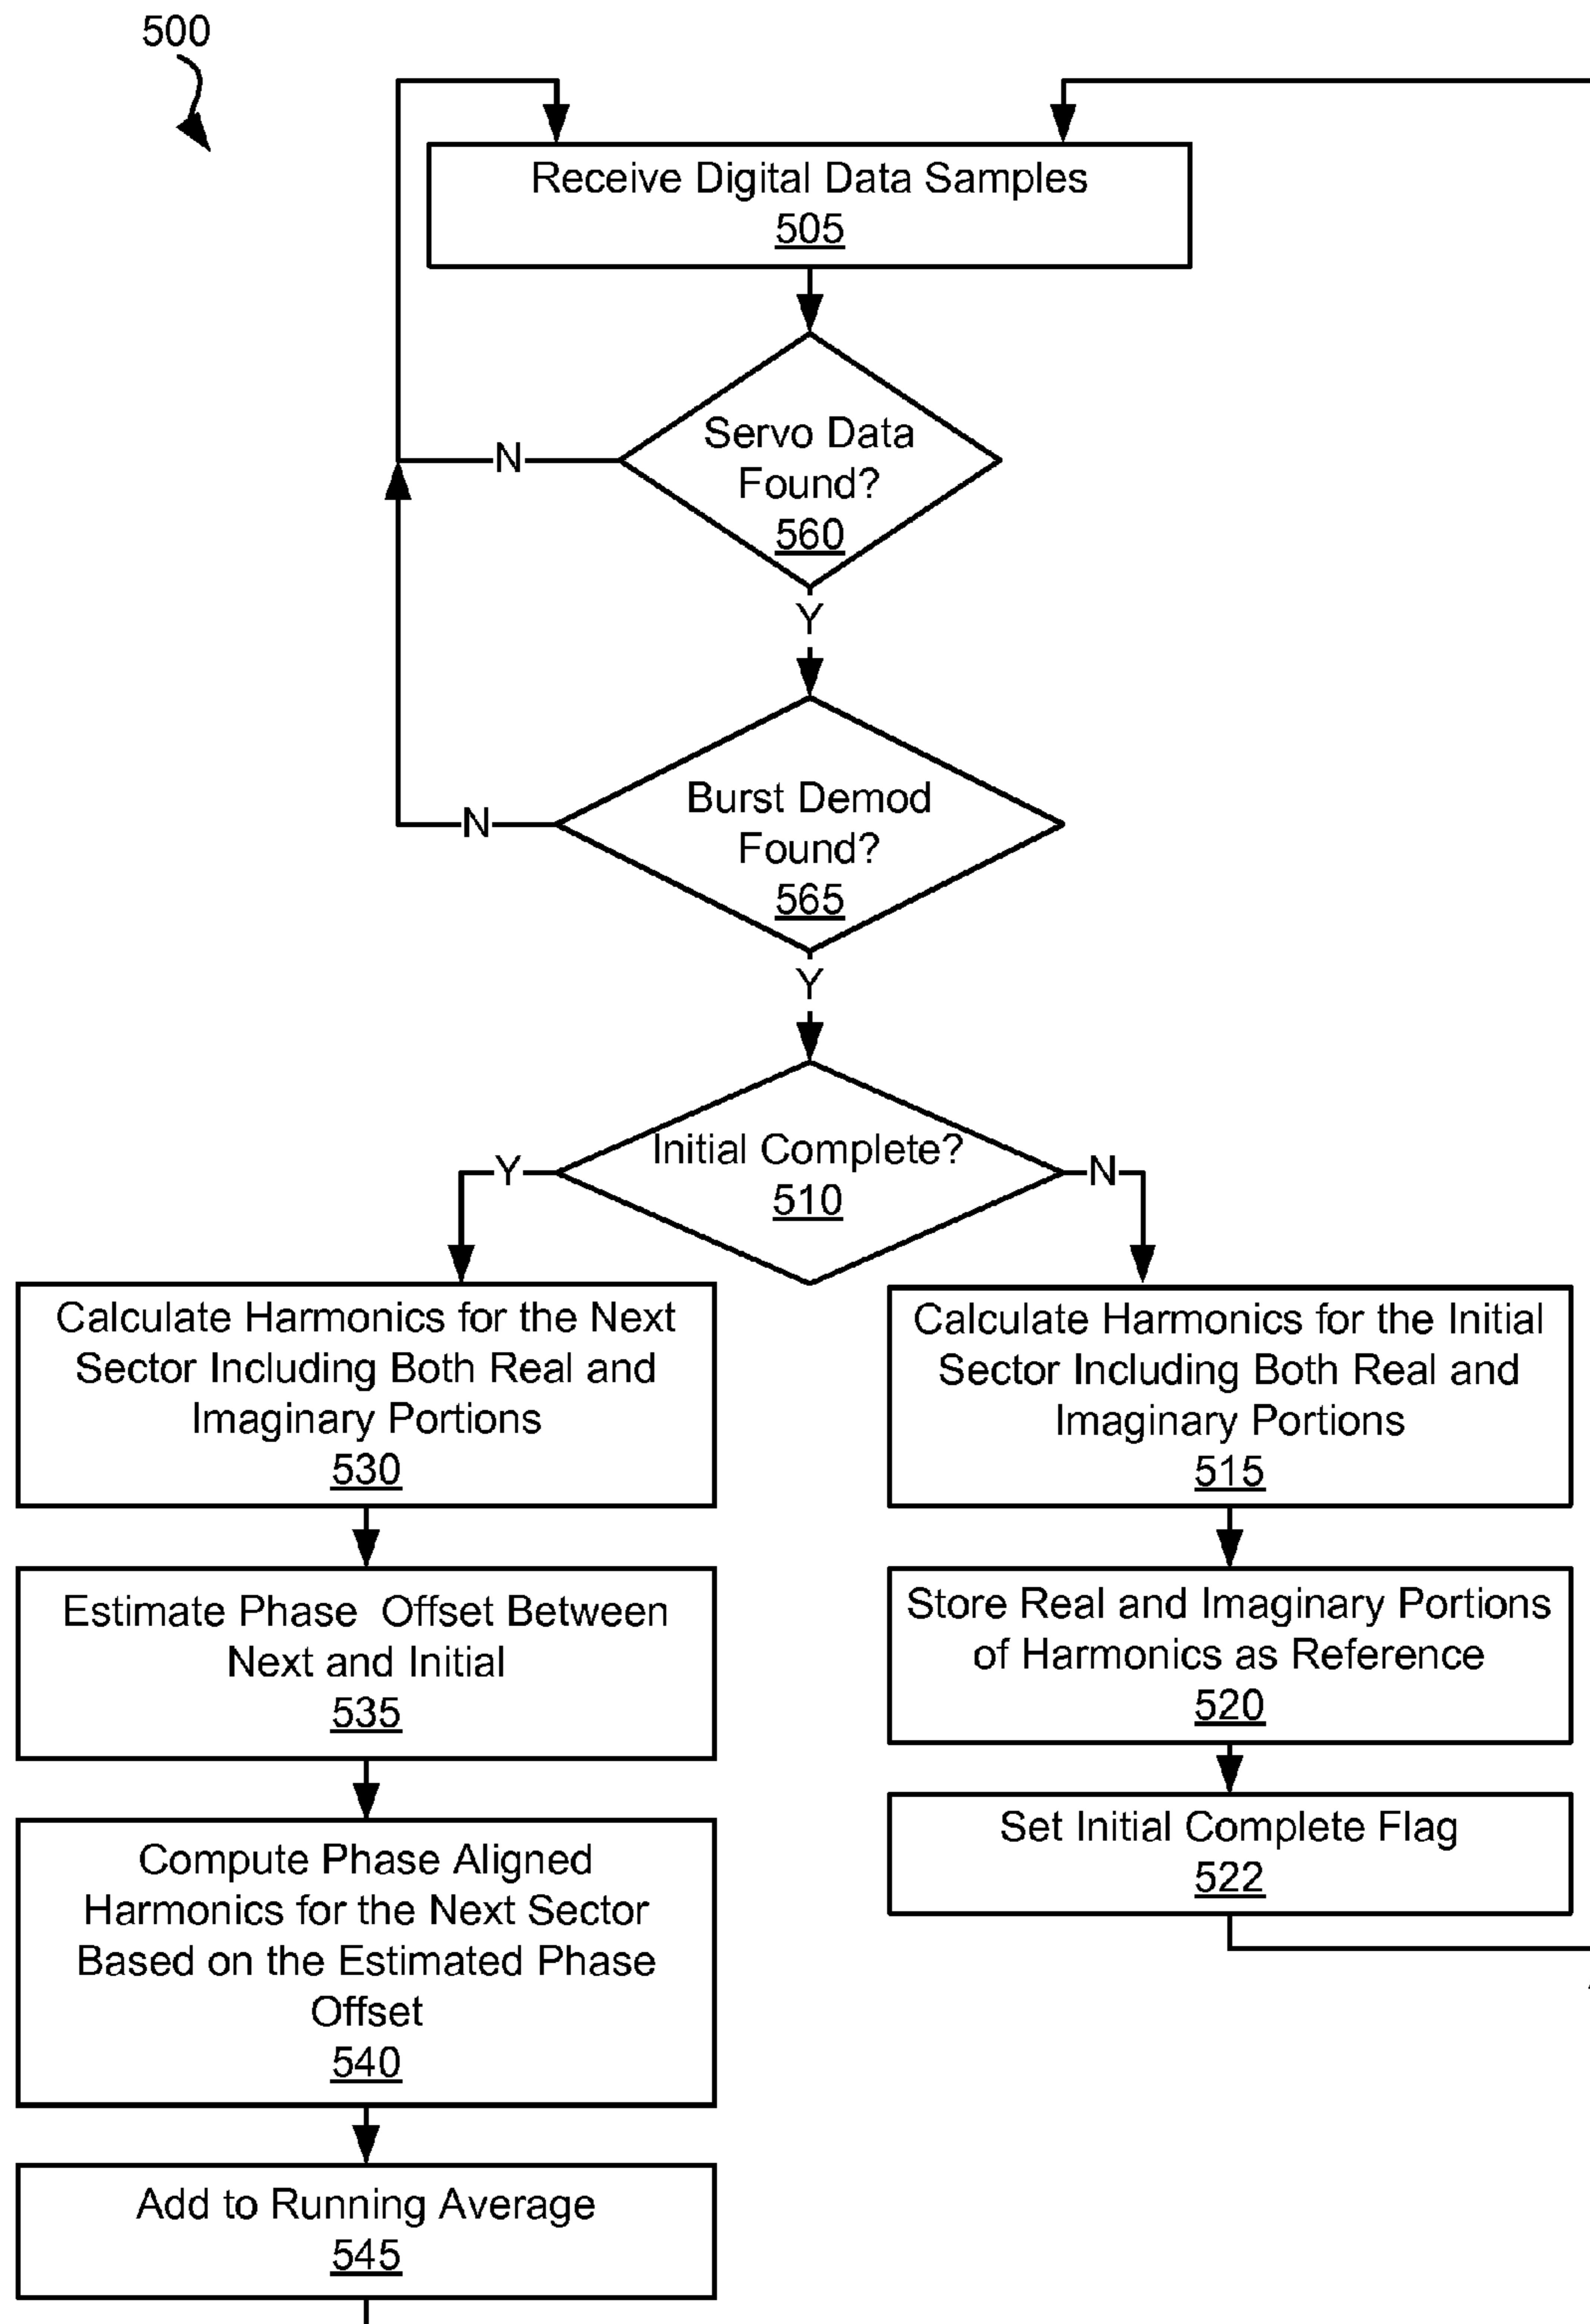 500
Receive Digital Data Samples
505
Servo Data
Found?
560
N
Y
Burst Demod
Found?
565
N
Y
Initial Complete?
510
Y
N
Calculate Harmonics for the Next
Sector Including Both Real and
Imaginary Portions
530
Calculate Harmonics for the Initial
Sector Including Both Real and
Imaginary Portions
515
Estimate Phase Offset Between
Next and Initial
535
Store Real and Imaginary Portions
of Harmonics as Reference
520
Set Initial Complete Flag
522
Compute Phase Aligned
Harmonics for the Next Sector
Based on the Estimated Phase
Offset
540
Add to Running Average
545